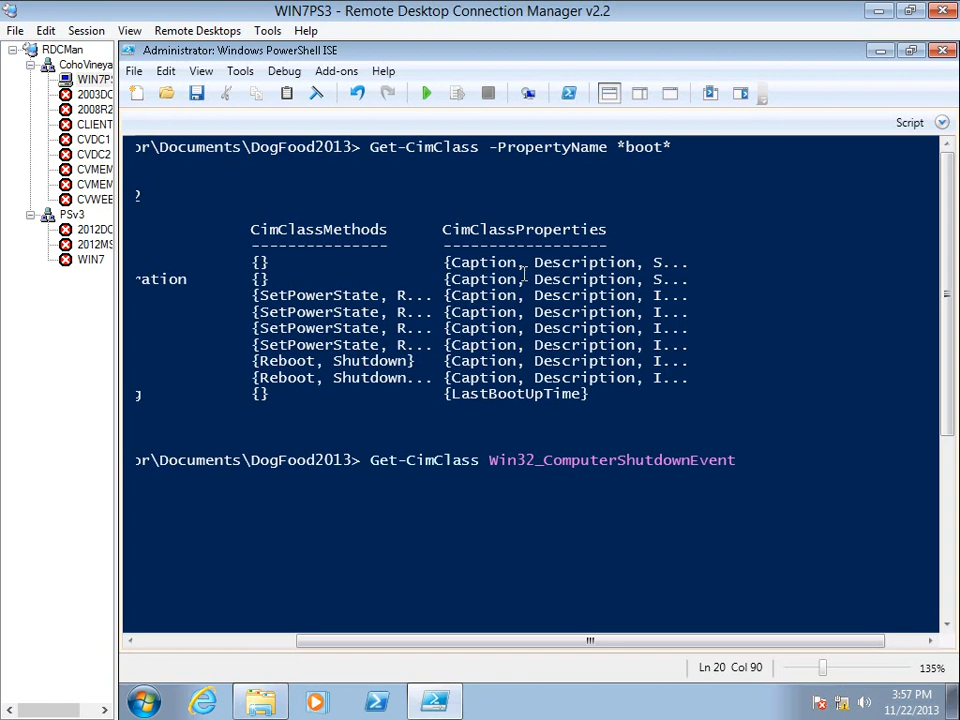 WIN7PS3 - Remote Desktop Connection Manager v2.2
File Edit Session View Remote Desktops Tools Help
RDCMan
CohoVineya
WIN7PS
2003DC
2008R2
CLIENT
CVDC1
CVDC2
CVMEM
CVMEM
CVWEE
PSv3
2012DC
2012MS
WIN7
Administrator: Windows PowerShell ISE
File Edit View Tools Debug Add-ons Help
Script
or\Documents\DogFood2013> Get-CimClass -PropertyName *boot*
2
CimClassMethods CimClassProperties
--------------- ------------------
{} {Caption, Description, S...
ration {} {Caption, Description, S...
{SetPowerState, R... {Caption, Description, I...
{SetPowerState, R... {Caption, Description, I...
{SetPowerState, R... {Caption, Description, I...
{SetPowerState, R... {Caption, Description, I...
{Reboot, Shutdown} {Caption, Description, I...
{Reboot, Shutdown... {Caption, Description, I...
g {} {LastBootUpTime}
or\Documents\DogFood2013> Get-CimClass Win32_ComputerShutdownEvent
Ln 20 Col 90 135%
3:57 PM
11/22/2013